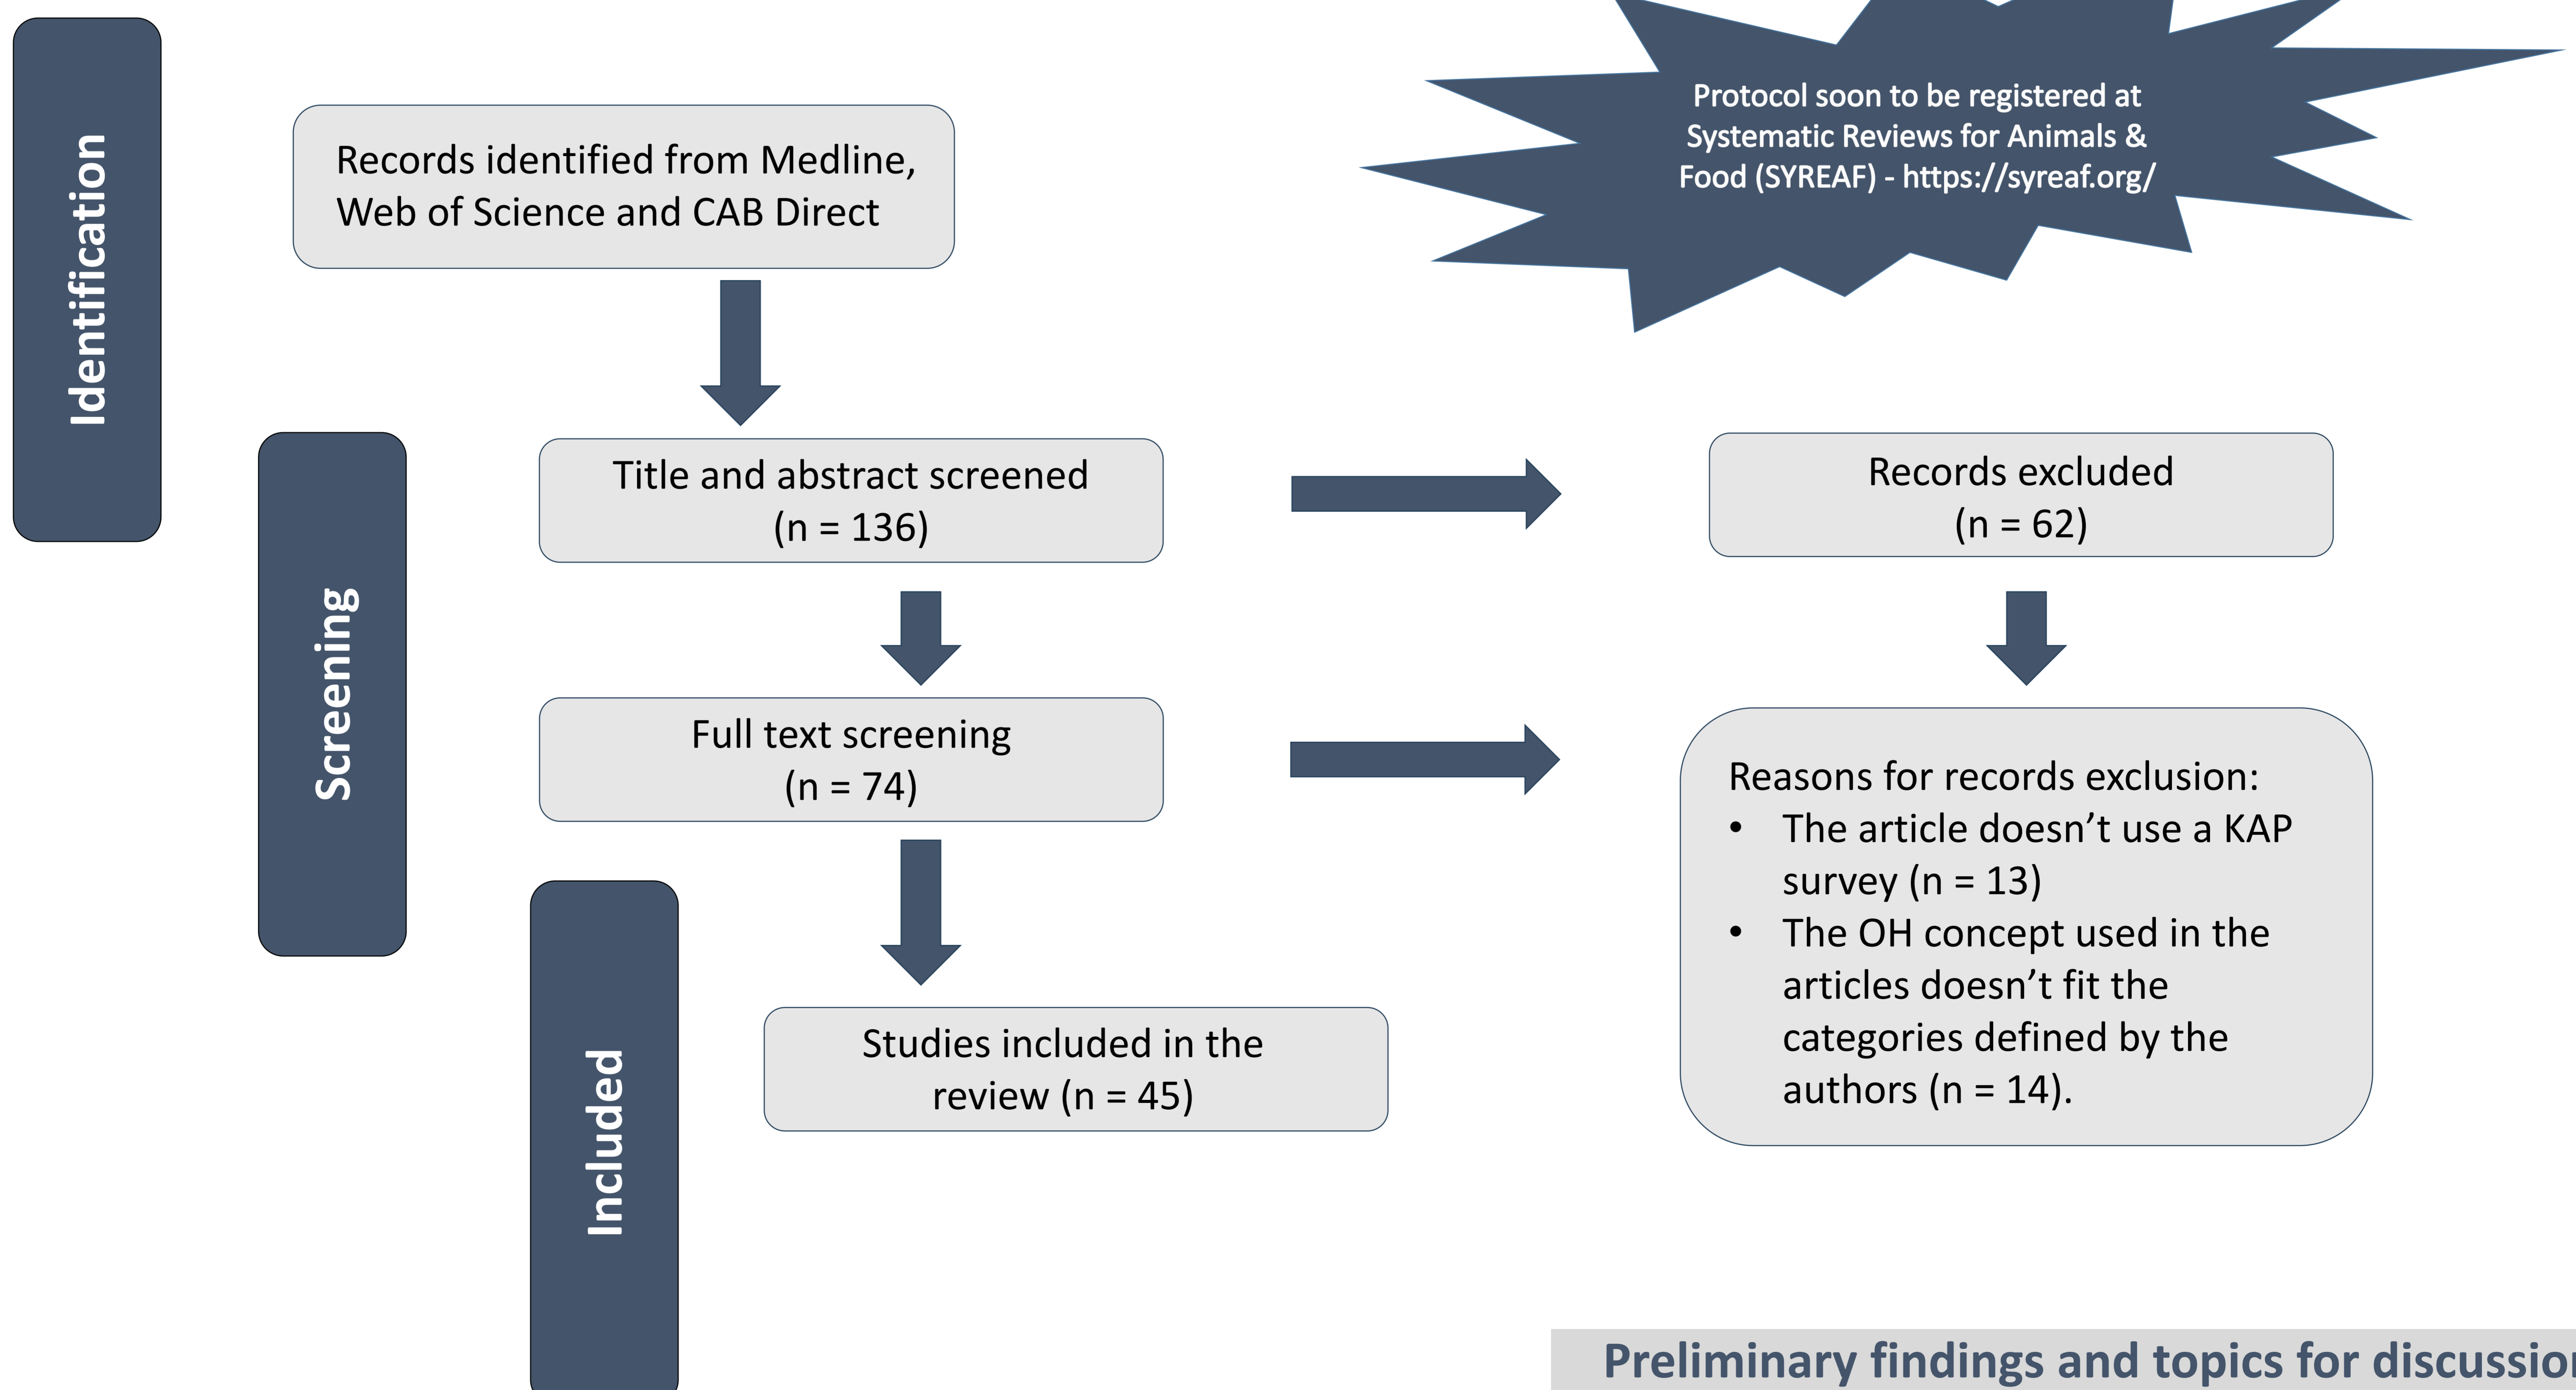 Identification
Records identified from Medline,
Web of Science and CAB Direct
Protocol soon to be registered at
Systematic Reviews for Animals &
Food (SYREAF) - https://syreaf.org/
Screening
Title and abstract screened
(n = 136)
Records excluded
(n = 62)
Full text screening
(n = 74)
Reasons for records exclusion:
• The article doesn’t use a KAP
survey (n = 13)
• The OH concept used in the
articles doesn’t fit the
categories defined by the
authors (n = 14).
Included
Studies included in the
review (n = 45)
Preliminary findings and topics for discussion